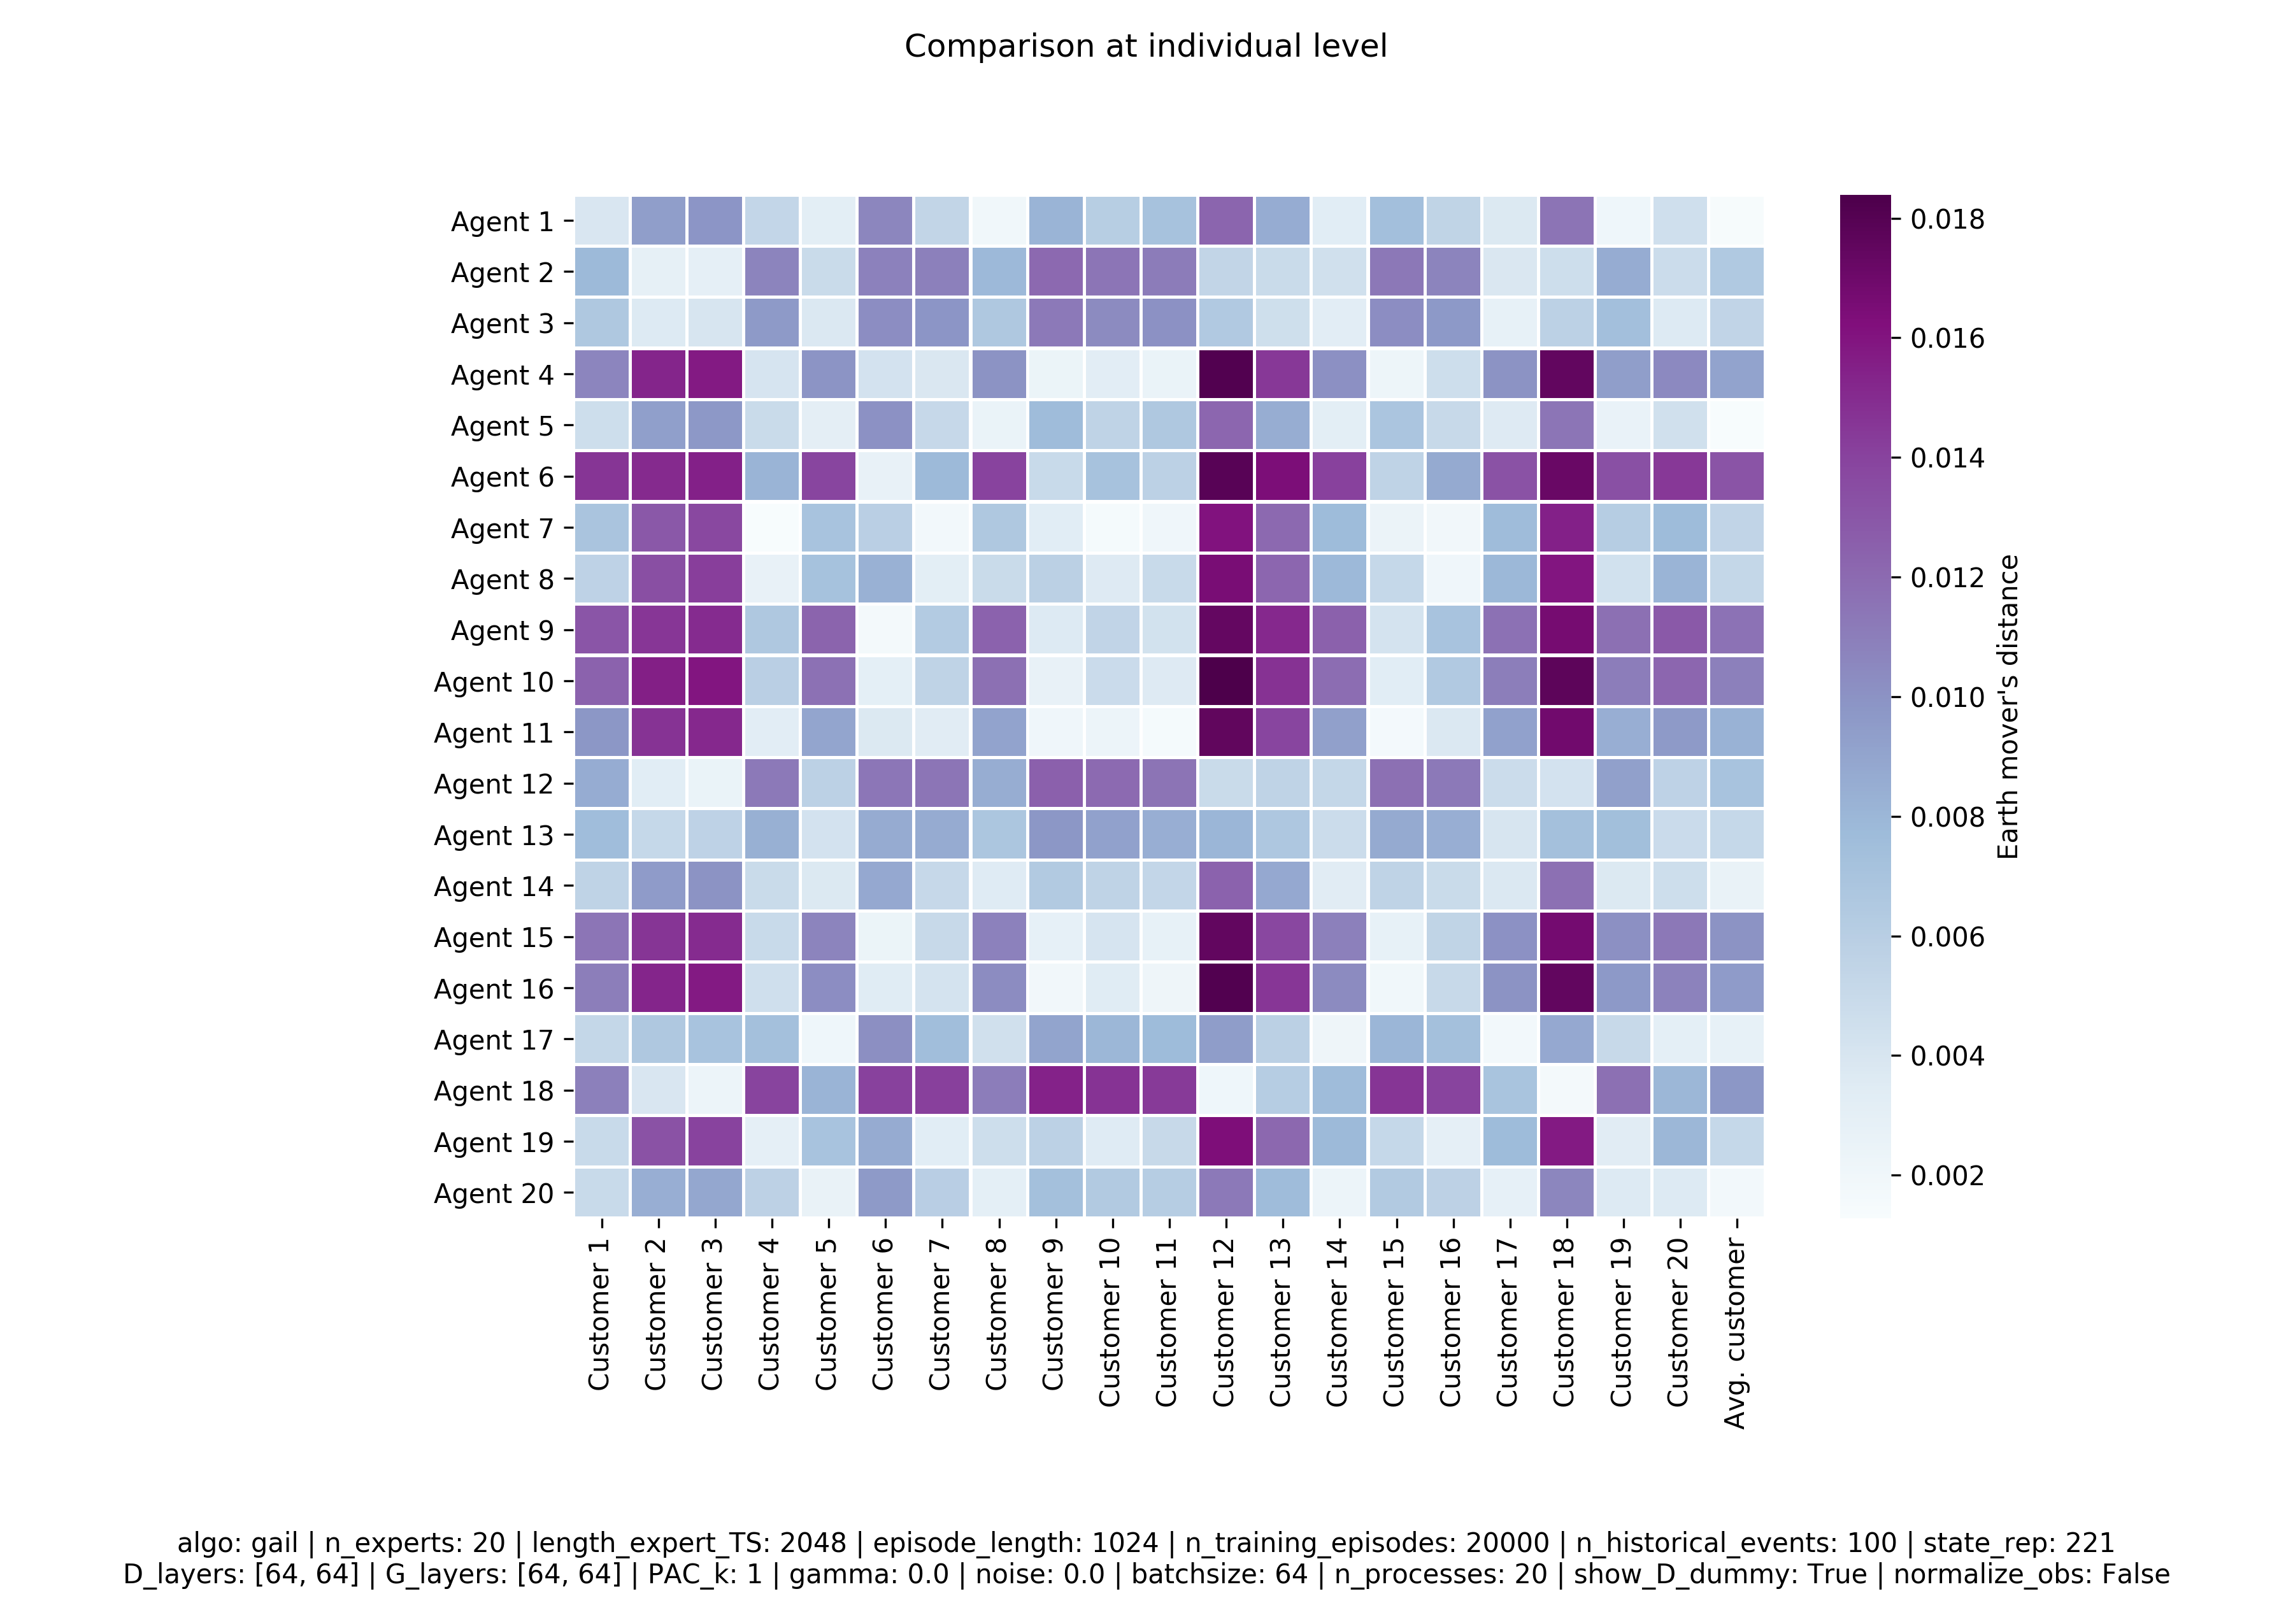 Comparison at individual level
Agent 1
Agent 2
Agent 3
Agent 4
Agent 5
Agent 6
Agent 7
Agent 8
Agent 9
Agent 10
Agent 11
Agent 12
Agent 13
Agent 14
Agent 15
Agent 16
Agent 17
Agent 18
Agent 19
Agent 20
Customer 1
Customer 2
Customer 3
Customer 4
Customer 5
Customer 6
Customer 7
Customer 8
Customer 9
Customer 10
Customer 11
Customer 12
Customer 13
Customer 14
Customer 15
Customer 16
Customer 17
Customer 18
Customer 19
Customer 20
Avg. customer
0.018
0.016
0.014
0.012
0.010
0.008
0.006
0.004
0.002
Earth mover's distance
algo: gail | n_experts: 20 | length_expert_TS: 2048 | episode_length: 1024 | n_training_episodes: 20000 | n_historical_events: 100 | state_rep: 221
D_layers: [64, 64] | G_layers: [64, 64] | PAC_k: 1 | gamma: 0.0 | noise: 0.0 | batchsize: 64 | n_processes: 20 | show_D_dummy: True | normalize_obs: False